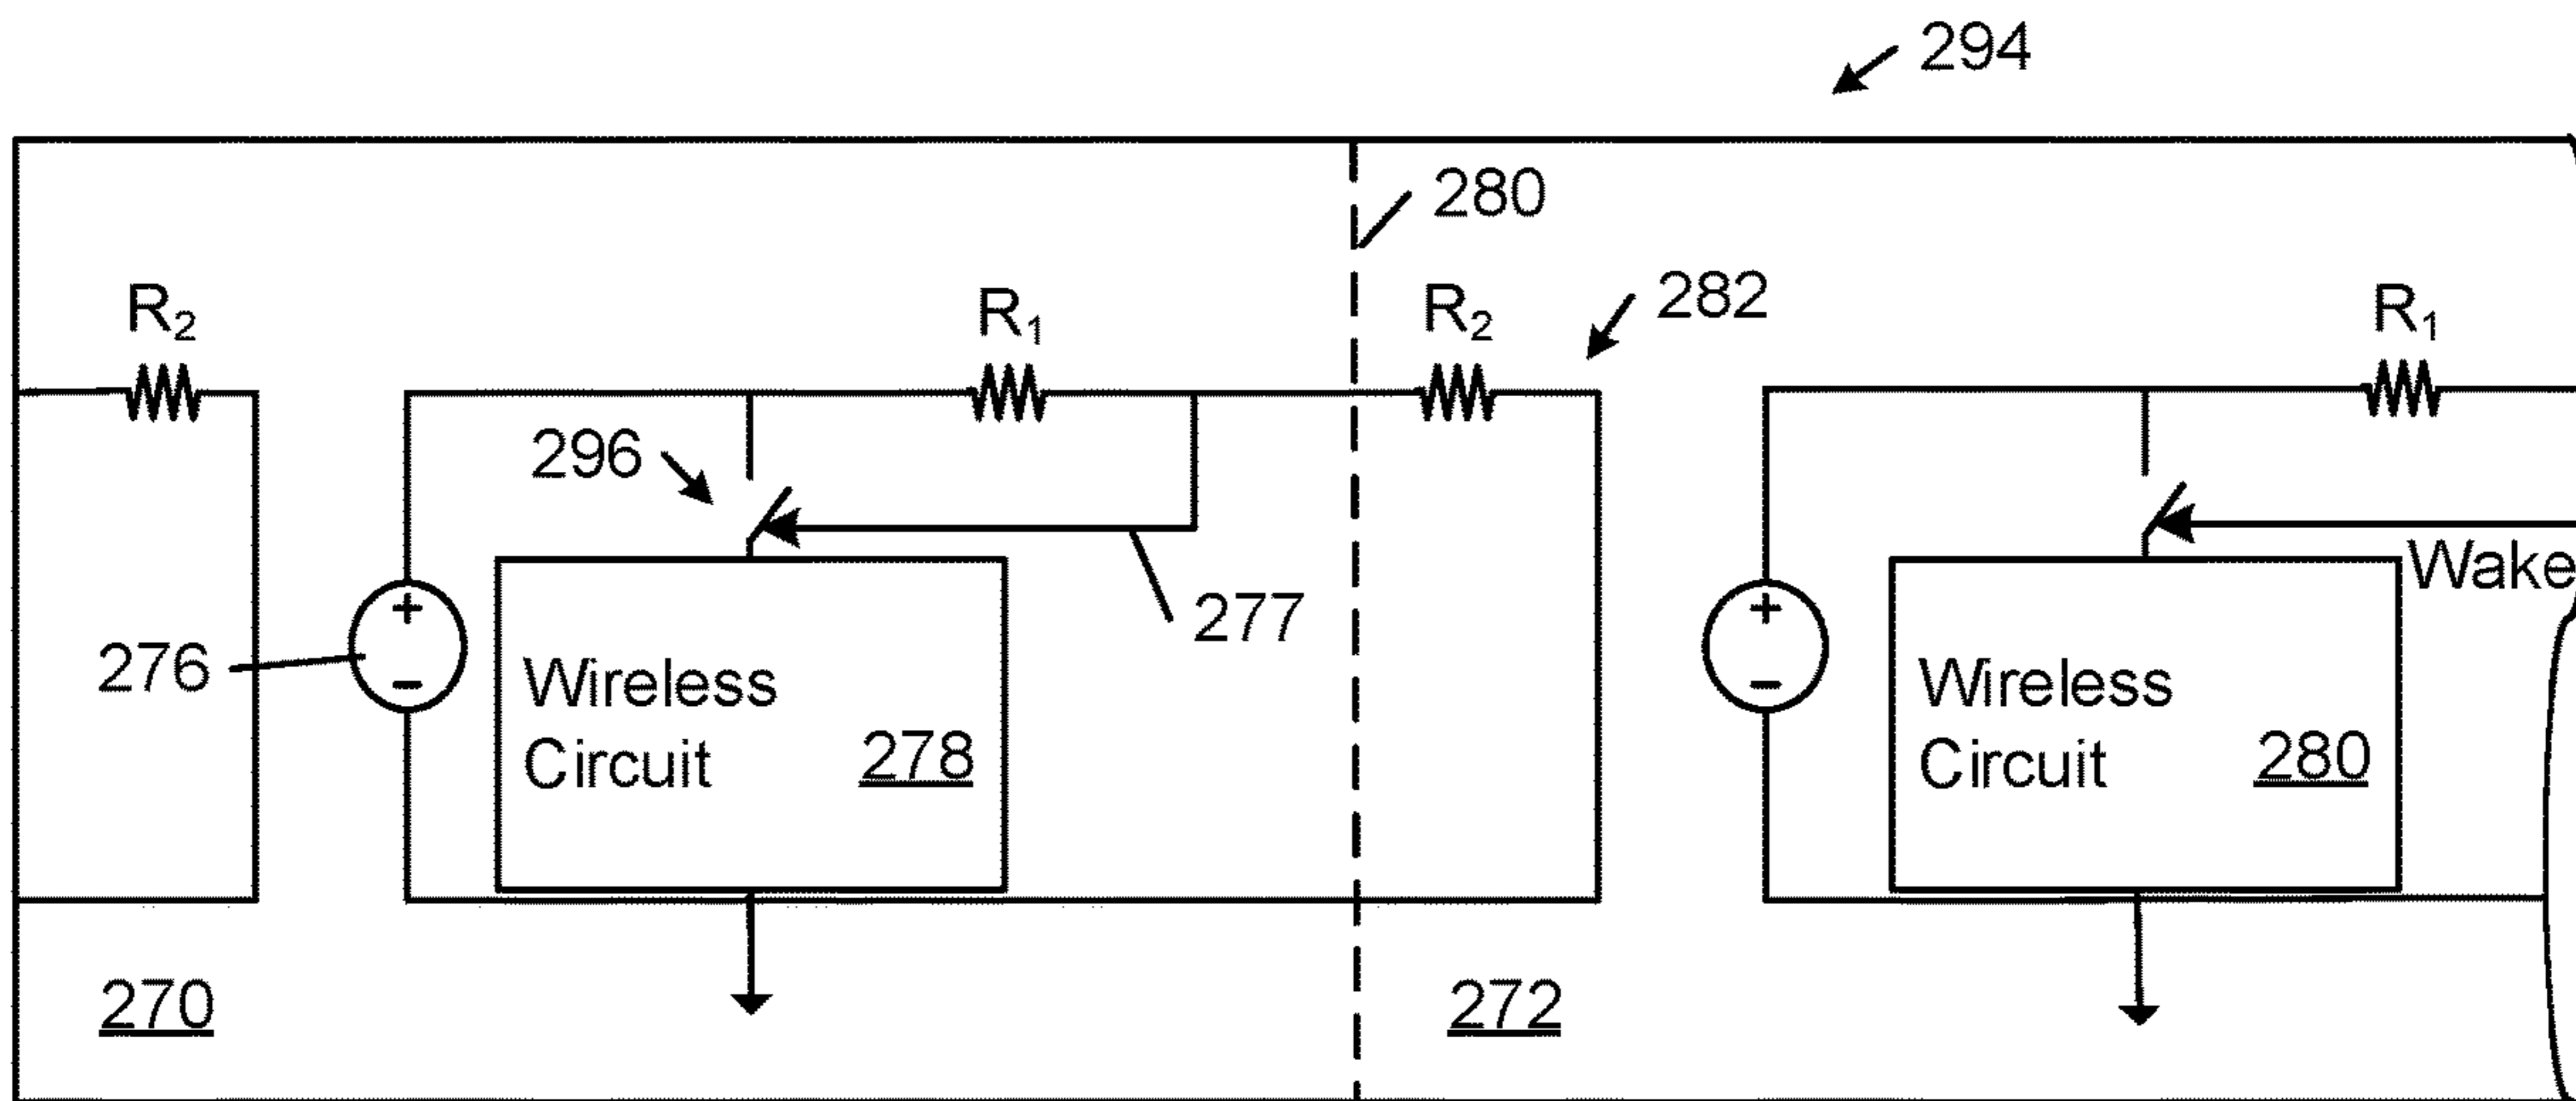 294
280
282
R₂
R₁
R₂
R₁
296
277
Wake
276
+
−
Wireless
Circuit
278
+
−
Wireless
Circuit
280
270
272